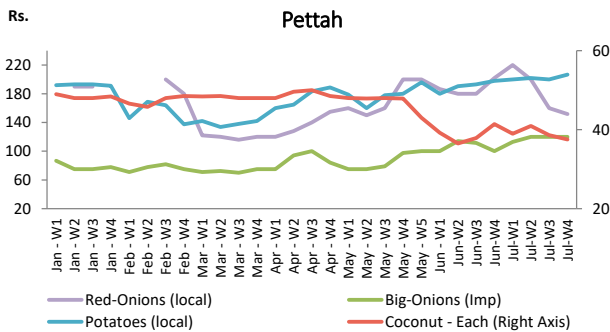 Pettah
Rs.
220
180
140
100
60
20
60
40
20
Jan - W1
Jan - W2
Jan - W3
Jan - W4
Feb - W1
Feb - W2
Feb - W3
Feb - W4
Mar - W1
Mar - W2
Mar - W3
Mar - W4
Apr - W1
Apr - W2
Apr - W3
Apr - W4
May - W1
May - W2
May - W3
May - W4
May - W5
Jun - W1
Jun-W2
Jun-W3
Jun-W4
Jul-W1
Jul-W2
Jul-W3
Jul-W4
Red-Onions (local)
Big-Onions (Imp)
Potatoes (local)
Coconut - Each (Right Axis)